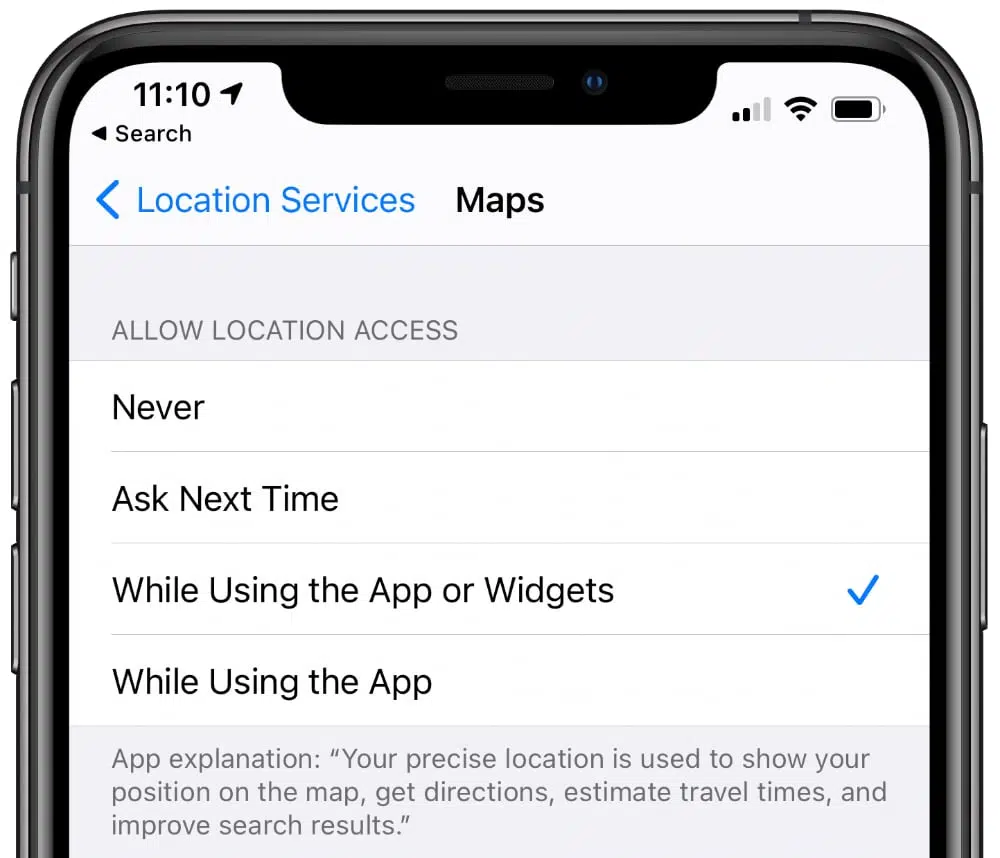 11:10
Search
Location Services Maps
ALLOW LOCATION ACCESS
Never
Ask Next Time
While Using the App or Widgets
While Using the App
App explanation: “Your precise location is used to show your
position on the map, get directions, estimate travel times, and
improve search results.”